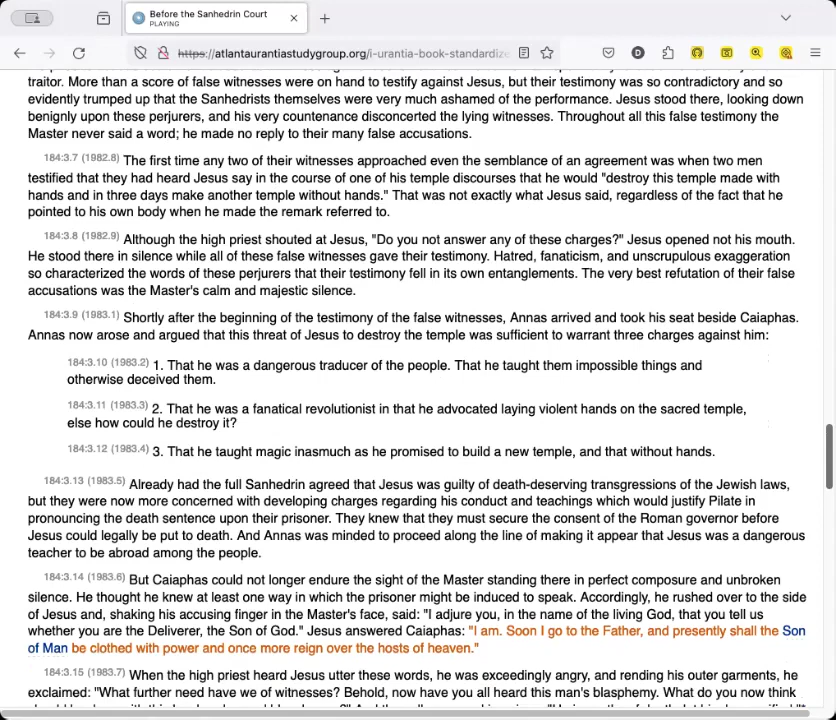 Before the Sanhedrin Court
PLAYING
https://atlantaurantiastudygroup.org/i-urantia-book-standardize
traitor. More than a score of false witnesses were on hand to testify against Jesus, but their testimony was so contradictory and so
evidently trumped up that the Sanhedrists themselves were very much ashamed of the performance. Jesus stood there, looking down
benignly upon these perjurers, and his very countenance disconcerted the lying witnesses. Throughout all this false testimony the
Master never said a word; he made no reply to their many false accusations.
184:3.7 (1982.8) The first time any two of their witnesses approached even the semblance of an agreement was when two men
testified that they had heard Jesus say in the course of one of his temple discourses that he would "destroy this temple made with
hands and in three days make another temple without hands." That was not exactly what Jesus said, regardless of the fact that he
pointed to his own body when he made the remark referred to.
184:3.8 (1982.9) Although the high priest shouted at Jesus, "Do you not answer any of these charges?" Jesus opened not his mouth.
He stood there in silence while all of these false witnesses gave their testimony. Hatred, fanaticism, and unscrupulous exaggeration
so characterized the words of these perjurers that their testimony fell in its own entanglements. The very best refutation of their false
accusations was the Master's calm and majestic silence.
184:3.9 (1983.1) Shortly after the beginning of the testimony of the false witnesses, Annas arrived and took his seat beside Caiaphas.
Annas now arose and argued that this threat of Jesus to destroy the temple was sufficient to warrant three charges against him:
184:3.10 (1983.2) 1. That he was a dangerous traducer of the people. That he taught them impossible things and
otherwise deceived them.
184:3.11 (1983.3) 2. That he was a fanatical revolutionist in that he advocated laying violent hands on the sacred temple,
else how could he destroy it?
184:3.12 (1983.4) 3. That he taught magic inasmuch as he promised to build a new temple, and that without hands.
184:3.13 (1983.5) Already had the full Sanhedrin agreed that Jesus was guilty of death-deserving transgressions of the Jewish laws,
but they were now more concerned with developing charges regarding his conduct and teachings which would justify Pilate in
pronouncing the death sentence upon their prisoner. They knew that they must secure the consent of the Roman governor before
Jesus could legally be put to death. And Annas was minded to proceed along the line of making it appear that Jesus was a dangerous
teacher to be abroad among the people.
184:3.14 (1983.6) But Caiaphas could not longer endure the sight of the Master standing there in perfect composure and unbroken
silence. He thought he knew at least one way in which the prisoner might be induced to speak. Accordingly, he rushed over to the side
of Jesus and, shaking his accusing finger in the Master's face, said: "I adjure you, in the name of the living God, that you tell us
whether you are the Deliverer, the Son of God." Jesus answered Caiaphas: "I am. Soon I go to the Father, and presently shall the Son
of Man be clothed with power and once more reign over the hosts of heaven."
184:3.15 (1983.7) When the high priest heard Jesus utter these words, he was exceedingly angry, and rending his outer garments, he
exclaimed: "What further need have we of witnesses? Behold, now have you all heard this man's blasphemy. What do you now think